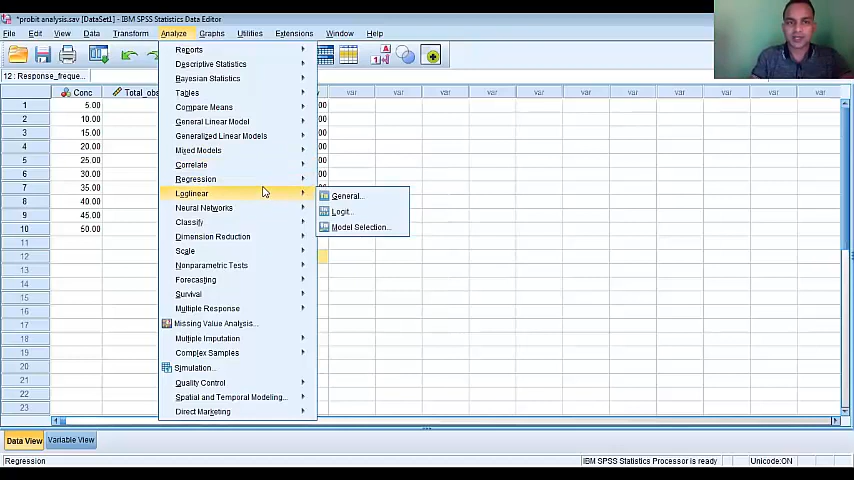 *probit analysis.sav [DataSet1] - IBM SPSS Statistics Data Editor
File Edit View Data Transform Analyze Graphs Utilities Extensions Window Help
12 : Response_freque...
Conc Total_obs var var var var var var var var var var var
Reports
Descriptive Statistics
Bayesian Statistics
Tables
Compare Means
General Linear Model
Generalized Linear Models
Mixed Models
Correlate
Regression
Loglinear
Neural Networks
Classify
Dimension Reduction
Scale
Nonparametric Tests
Forecasting
Survival
Multiple Response
Missing Value Analysis...
Multiple Imputation
Complex Samples
Simulation...
Quality Control
Spatial and Temporal Modeling...
Direct Marketing
General...
Logit...
Model Selection...
1 5.00 00
2 10.00 00
3 15.00 00
4 20.00 00
5 25.00 00
6 30.00 00
7 35.00
8 40.00
9 45.00
10 50.00
11
12
13
14
15
16
17
18
19
20
21
22
23
Data View Variable View
Regression IBM SPSS Statistics Processor is ready Unicode:ON